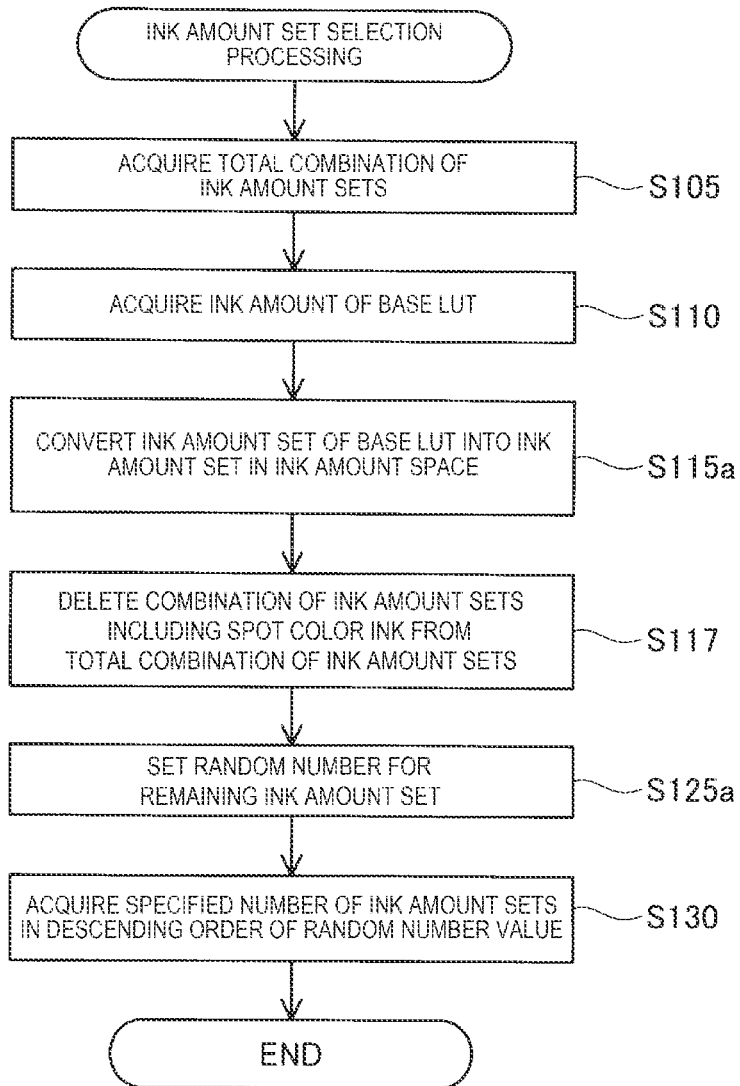 INK AMOUNT SET SELECTION
PROCESSING
ACQUIRE TOTAL COMBINATION OF
INK AMOUNT SETS
S105
ACQUIRE INK AMOUNT OF BASE LUT
S110
CONVERT INK AMOUNT SET OF BASE LUT INTO INK
AMOUNT SET IN INK AMOUNT SPACE
S115a
DELETE COMBINATION OF INK AMOUNT SETS
INCLUDING SPOT COLOR INK FROM
TOTAL COMBINATION OF INK AMOUNT SETS
S117
SET RANDOM NUMBER FOR
REMAINING INK AMOUNT SET
S125a
ACQUIRE SPECIFIED NUMBER OF INK AMOUNT SETS
IN DESCENDING ORDER OF RANDOM NUMBER VALUE
S130
END